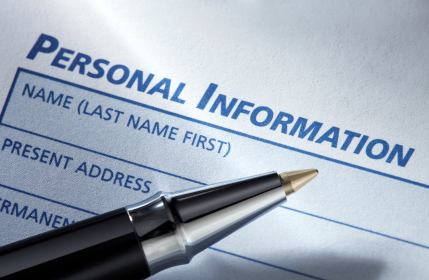 PERSONAL INFORMATION
NAME (LAST NAME FIRST)
PRESENT ADDRESS